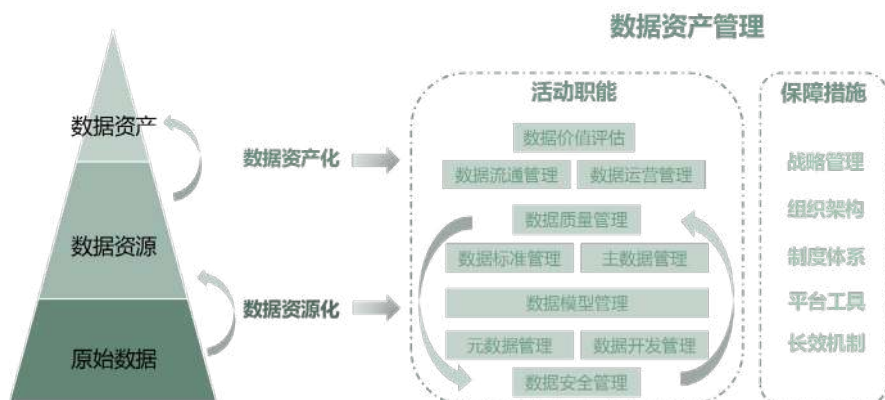 数据资产管理
活动职能
保障措施
数据资产
数据资源
原始数据
数据资产化
数据资源化
数据价值评估
数据流通管理 数据运营管理
数据质量管理
数据标准管理 主数据管理
数据模型管理
元数据管理 数据开发管理
数据安全管理
战略管理
组织架构
制度体系
平台工具
长效机制